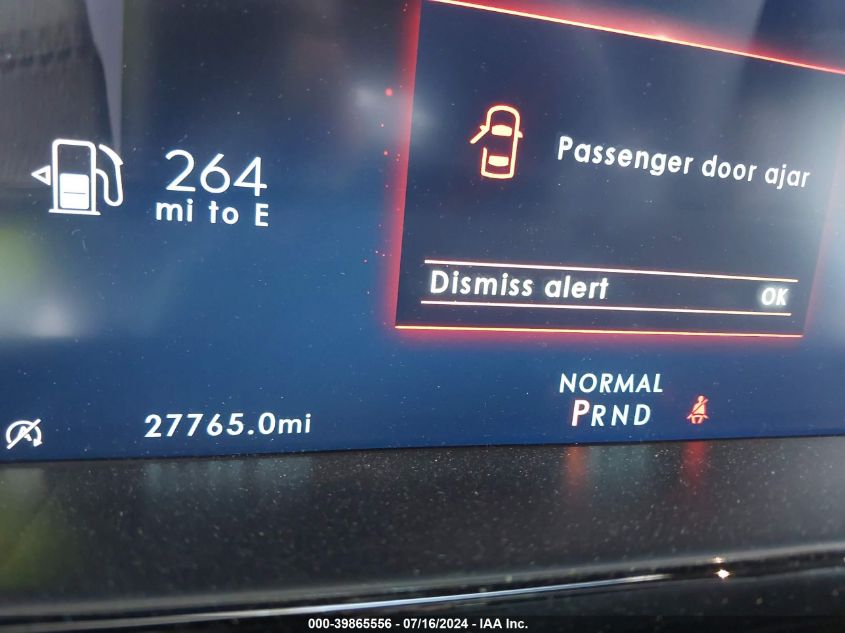 264
mi to E
Passenger door ajar
Dismiss alert OK
NORMAL
PRND
27765.0mi
000-39865556 - 07/16/2024 - IAA Inc.